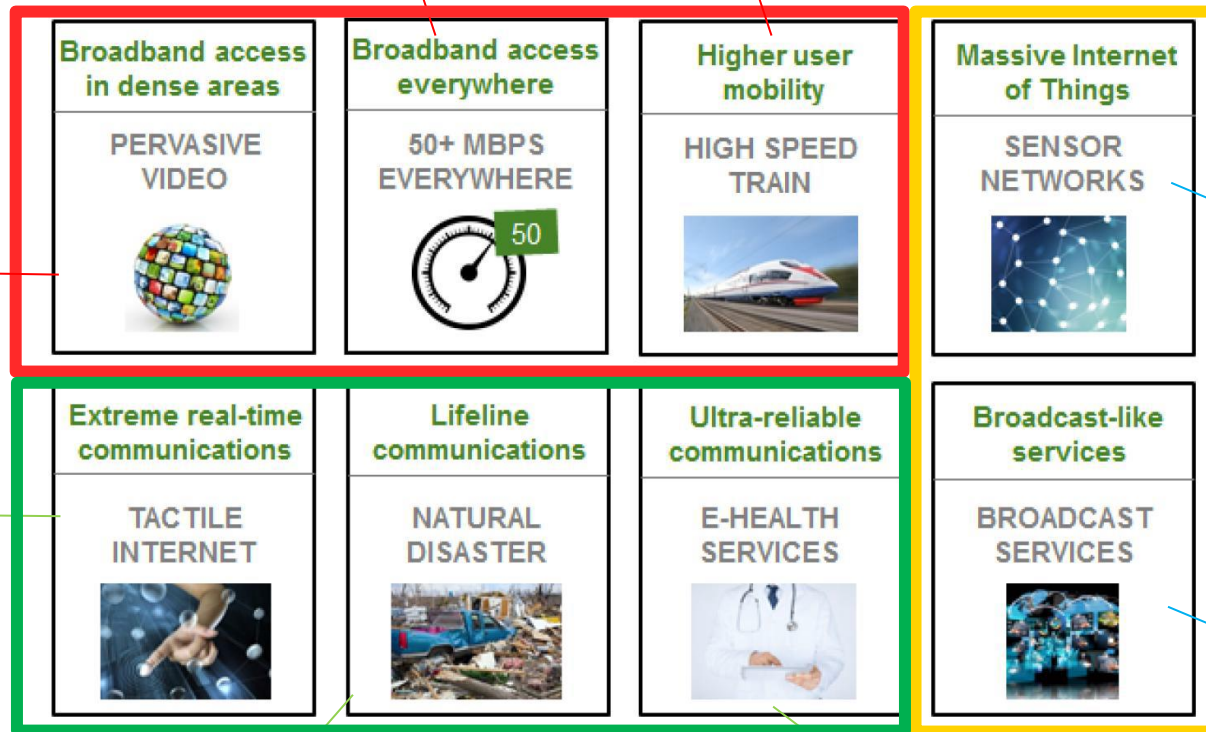 Broadband access
in dense areas
PERVASIVE
VIDEO
Broadband access
everywhere
50+ MBPS
EVERYWHERE
50
Higher user
mobility
HIGH SPEED
TRAIN
Massive Internet
of Things
SENSOR
NETWORKS
Extreme real-time
communications
TACTILE
INTERNET
Lifeline
communications
NATURAL
DISASTER
Ultra-reliable
communications
E-HEALTH
SERVICES
Broadcast-like
services
BROADCAST
SERVICES